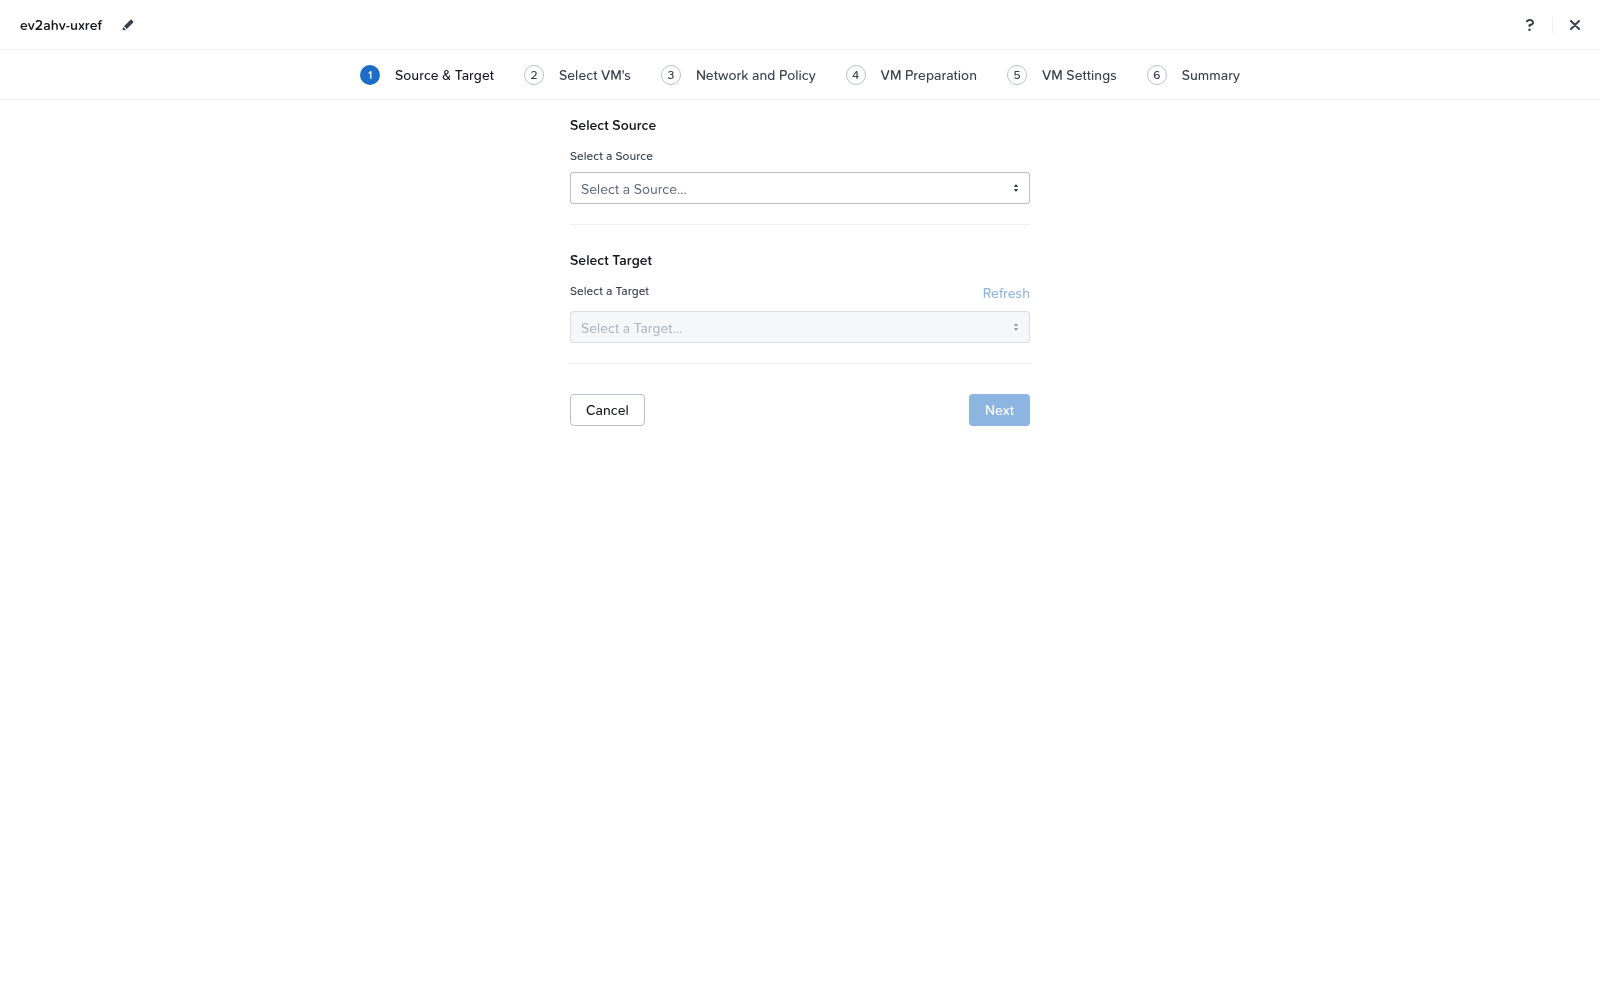 ev2ahv-uxref
?
1 Source & Target 2 Select VM's 3 Network and Policy 4 VM Preparation 5 VM Settings 6 Summary
Select Source
Select a Source
Select a Source...
Select Target
Select a Target Refresh
Select a Target...
Cancel Next